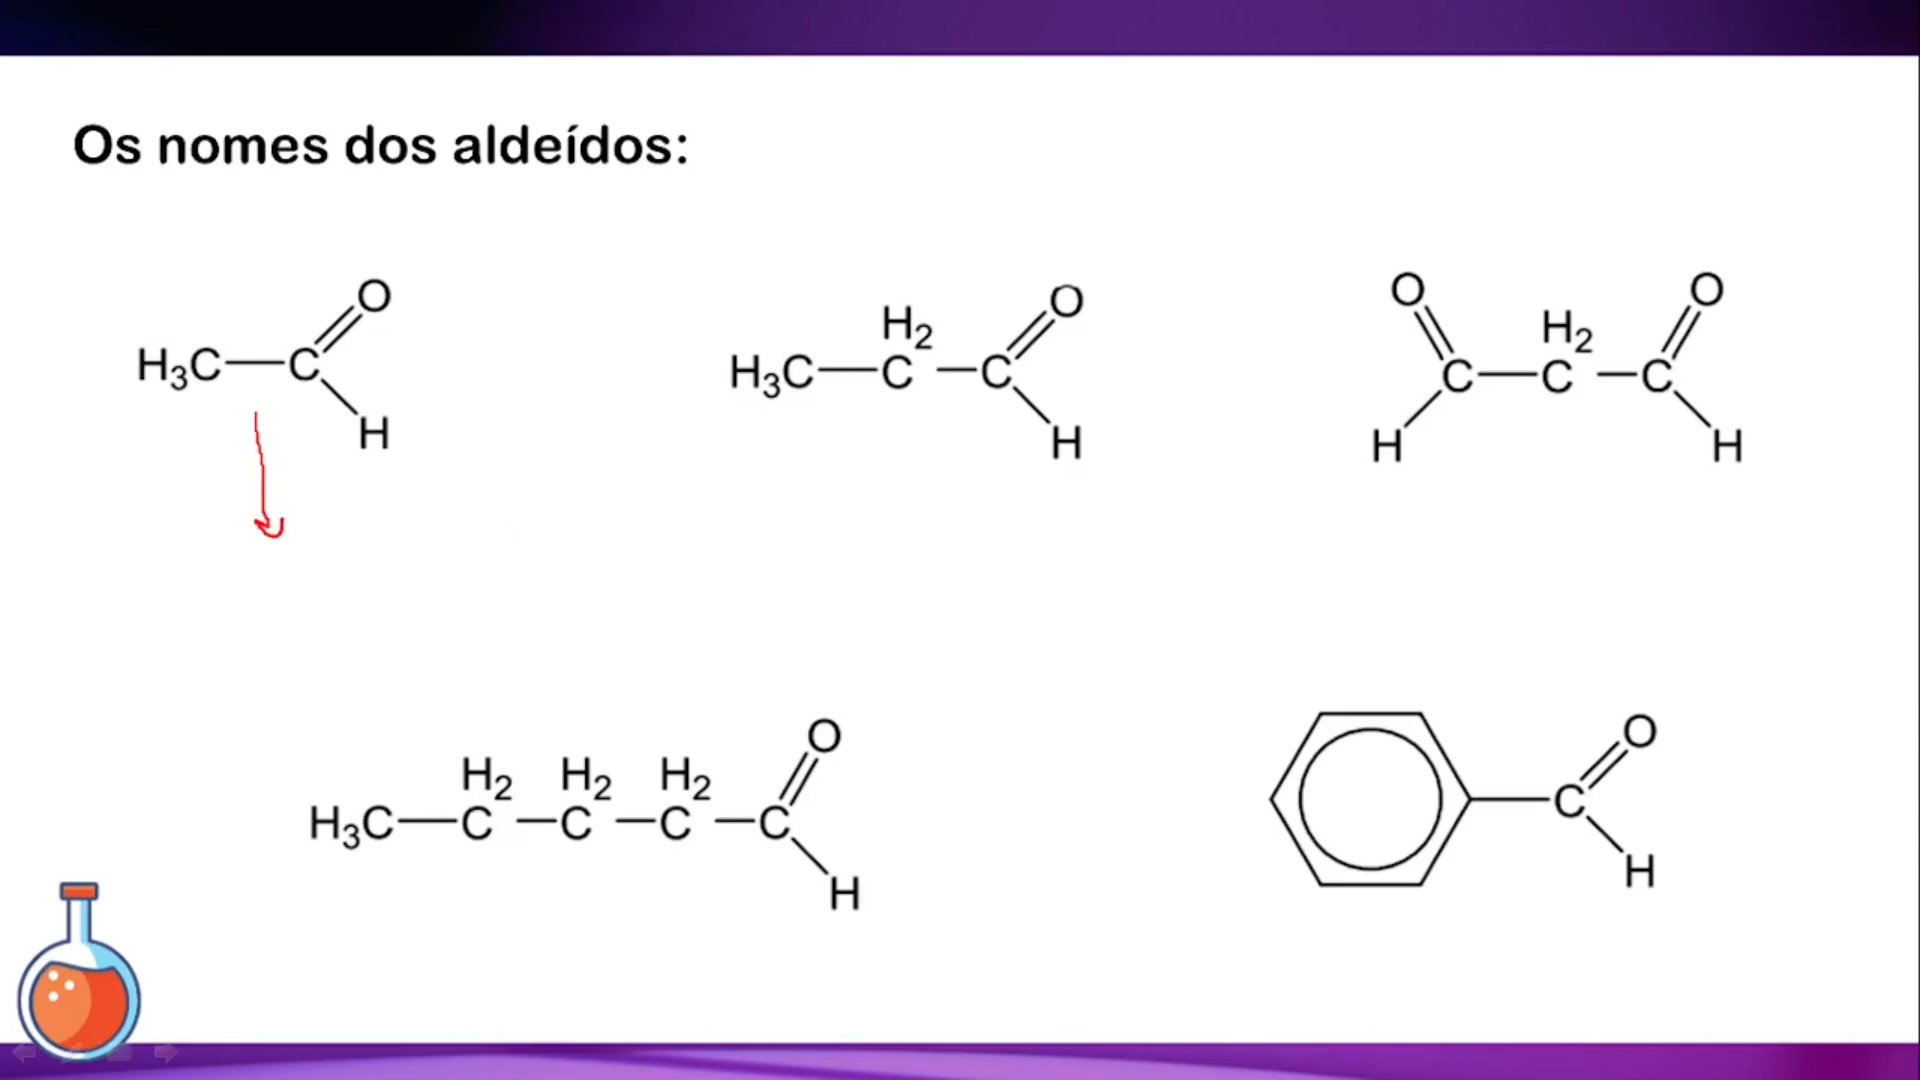 Os nomes dos aldeídos:
H₃C—C
O
H
H₃C—C—C
H₂
O
H
C—C—C
O
H
H₂
O
H
H₃C—C—C—C—C
H₂ H₂ H₂
O
H
C
O
H